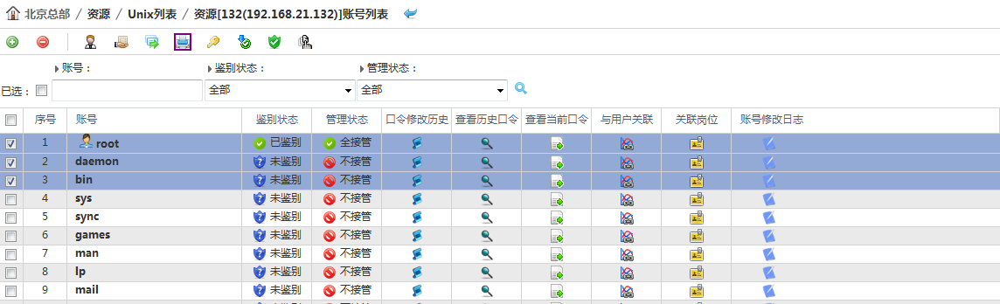 北京总部 / 资源 / Unix列表 / 资源[132(192.168.21.132)]账号列表
账号： 鉴别状态： 管理状态：
已选： 全部 全部
序号 账号 鉴别状态 管理状态 口令修改历史 查看历史口令 查看当前口令 与用户关联 关联岗位 账号修改日志
1 root 已鉴别 全接管
2 daemon 未鉴别 不接管
3 bin 未鉴别 不接管
4 sys 未鉴别 不接管
5 sync 未鉴别 不接管
6 games 未鉴别 不接管
7 man 未鉴别 不接管
8 lp 未鉴别 不接管
9 mail 未鉴别 不接管